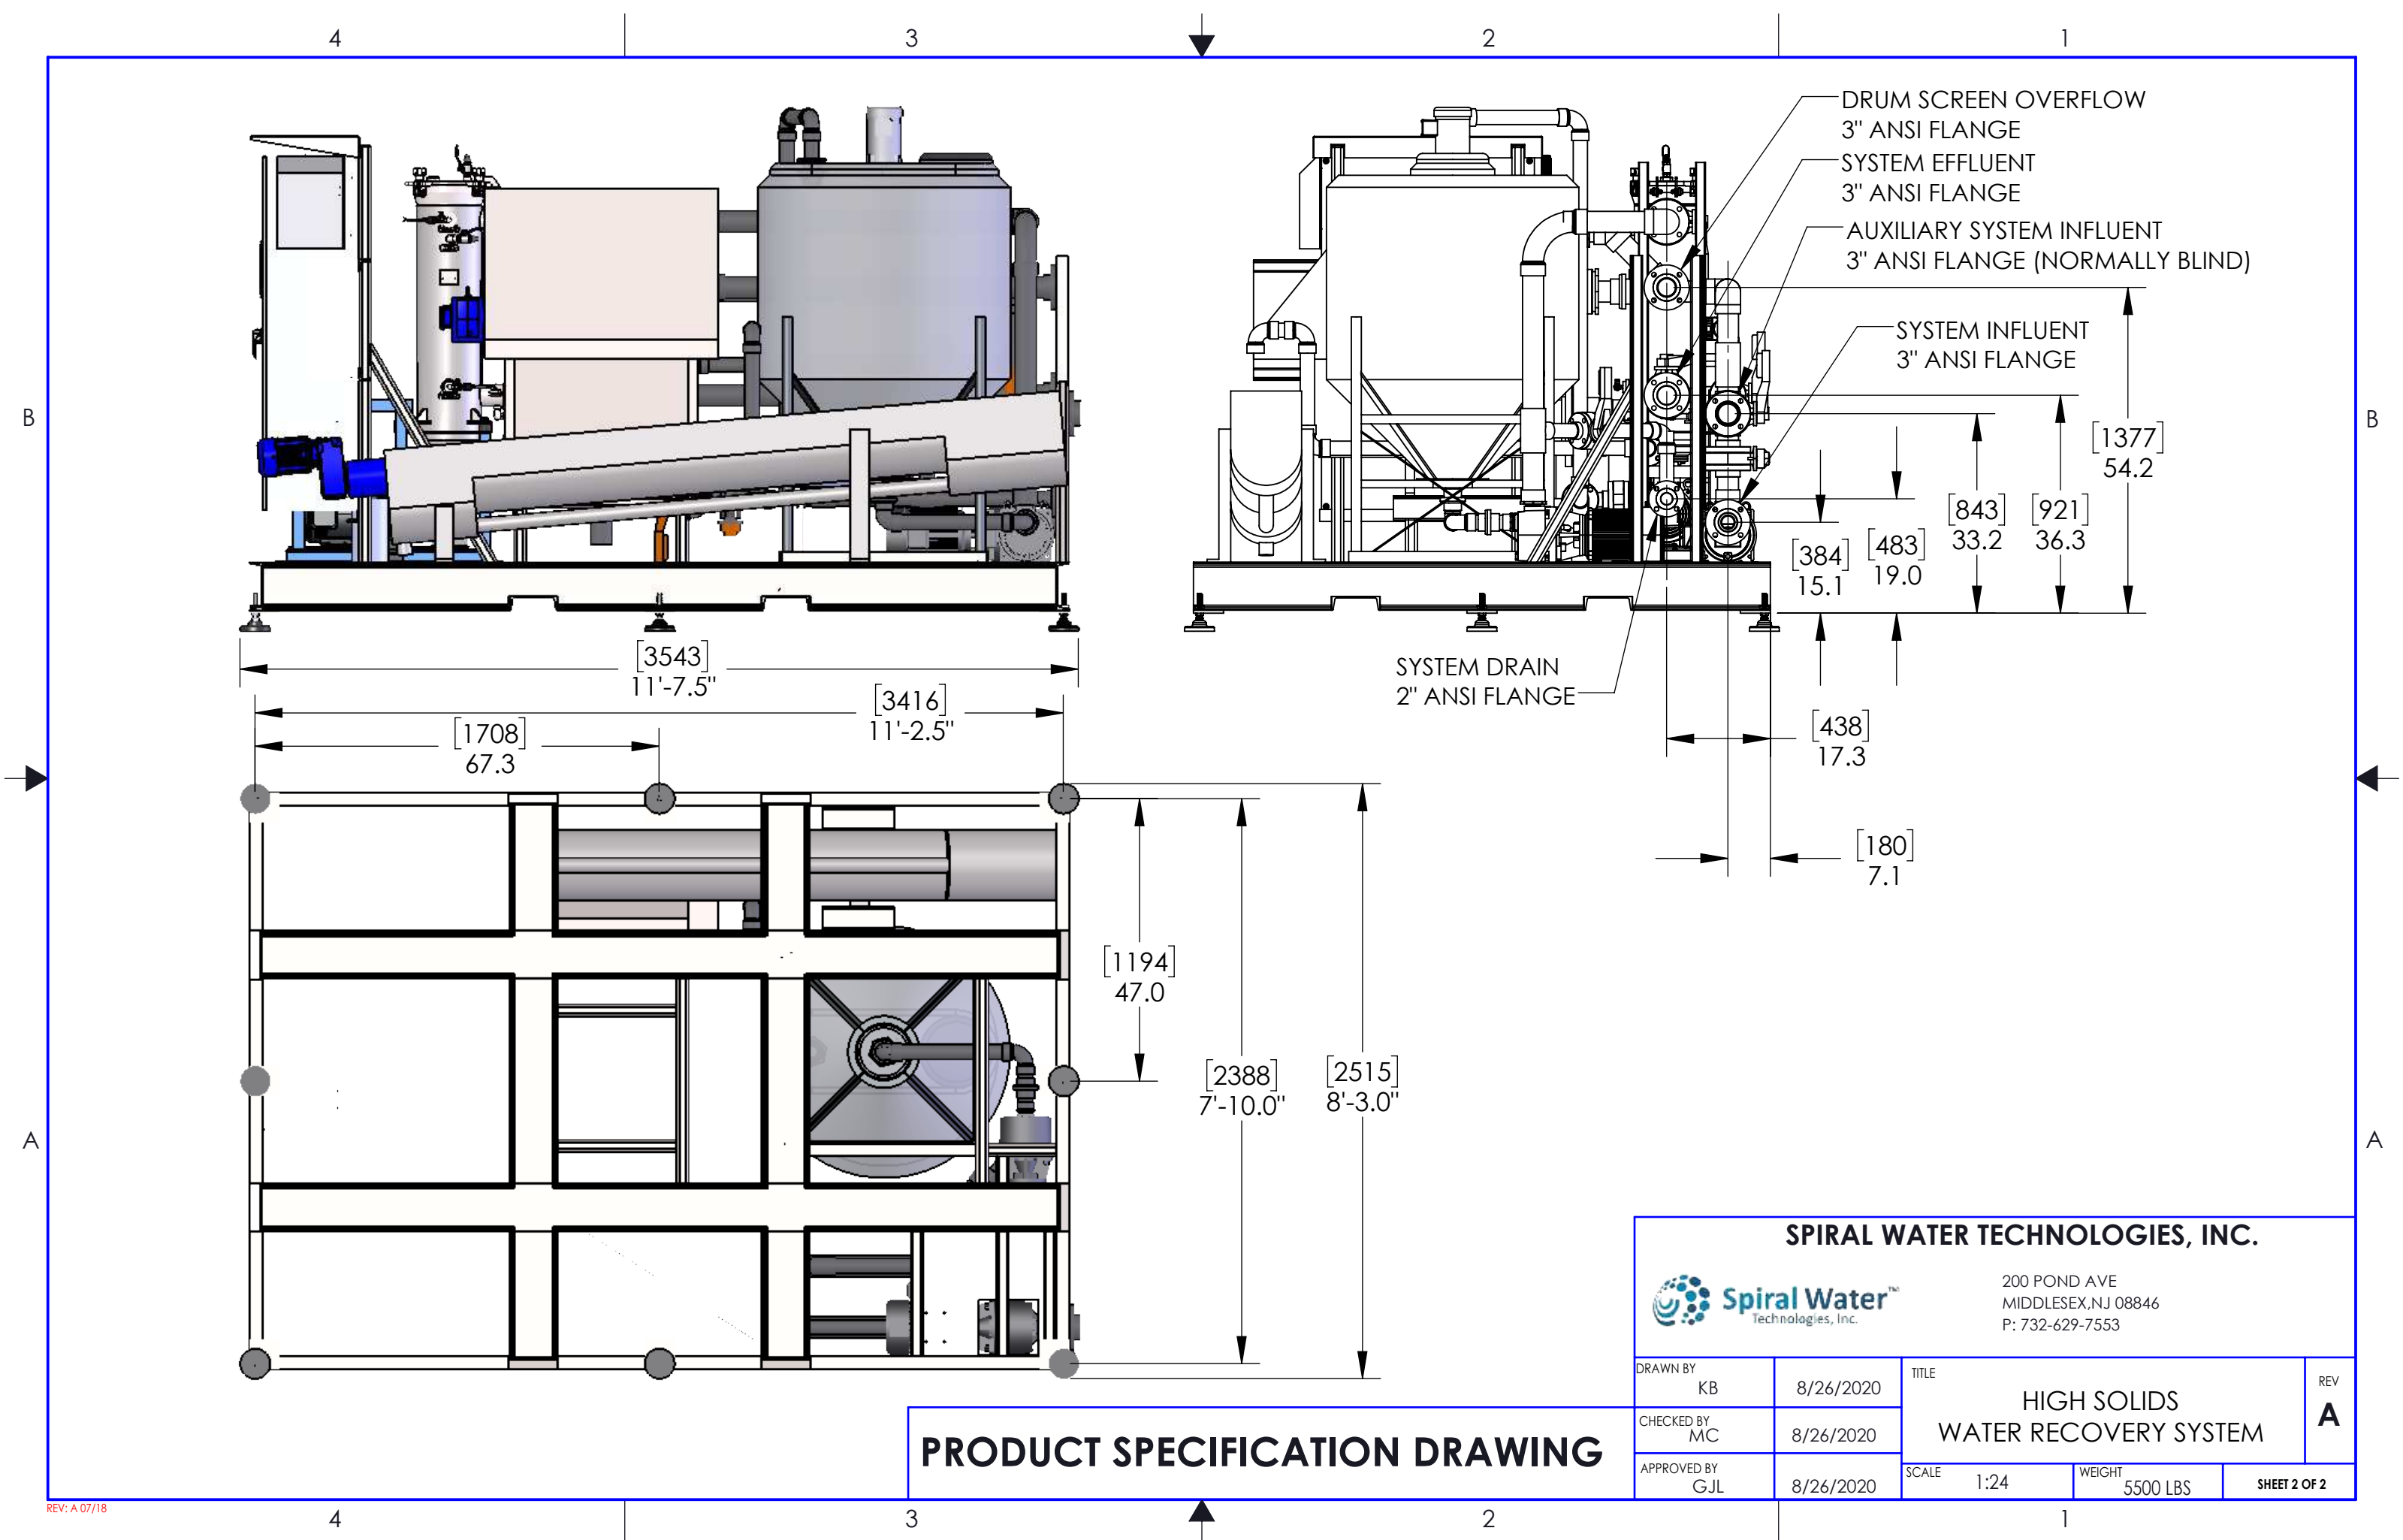 4
3
2
1
B
B
A
A
DRUM SCREEN OVERFLOW
3" ANSI FLANGE
SYSTEM EFFLUENT
3" ANSI FLANGE
AUXILIARY SYSTEM INFLUENT
3" ANSI FLANGE (NORMALLY BLIND)
SYSTEM INFLUENT
3" ANSI FLANGE
[1377]
54.2
[843]
33.2
[921]
36.3
[384]
15.1
[483]
19.0
SYSTEM DRAIN
2" ANSI FLANGE
[438]
17.3
[180]
7.1
[3543]
11'-7.5"
[3416]
11'-2.5"
[1708]
67.3
[1194]
47.0
[2388]
7'-10.0"
[2515]
8'-3.0"
SPIRAL WATER TECHNOLOGIES, INC.
Spiral Water™
Technologies, Inc.
200 POND AVE
MIDDLESEX,NJ 08846
P: 732-629-7553
DRAWN BY
KB
8/26/2020
CHECKED BY
MC
8/26/2020
APPROVED BY
GJL
8/26/2020
TITLE
HIGH SOLIDS
WATER RECOVERY SYSTEM
REV
A
SCALE
1:24
WEIGHT
5500 LBS
SHEET 2 OF 2
PRODUCT SPECIFICATION DRAWING
REV: A 07/18
4
3
2
1